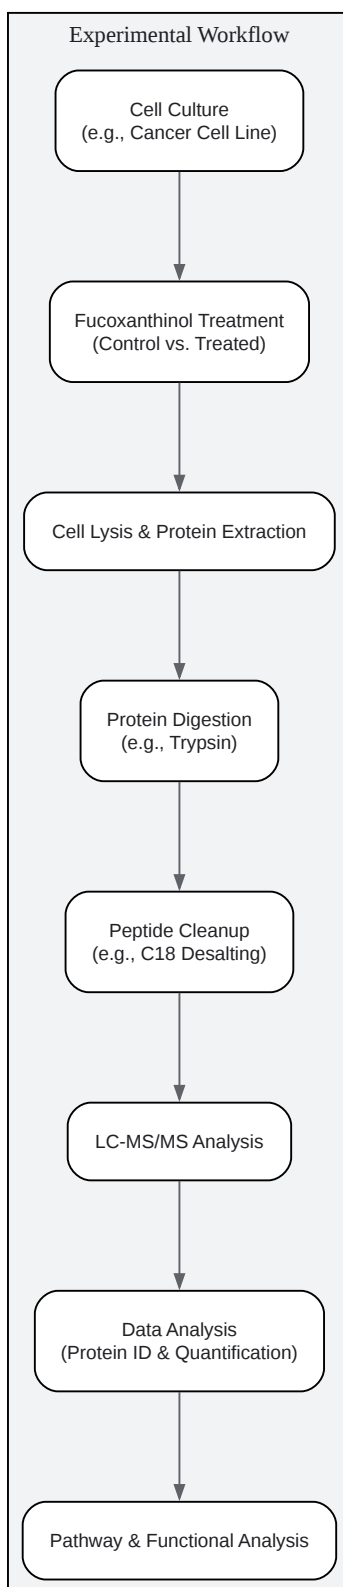 Experimental Workflow
Cell Culture
(e.g., Cancer Cell Line)
Fucoxanthinol Treatment
(Control vs. Treated)
Cell Lysis & Protein Extraction
Protein Digestion
(e.g., Trypsin)
Peptide Cleanup
(e.g., C18 Desalting)
LC-MS/MS Analysis
Data Analysis
(Protein ID & Quantification)
Pathway & Functional Analysis